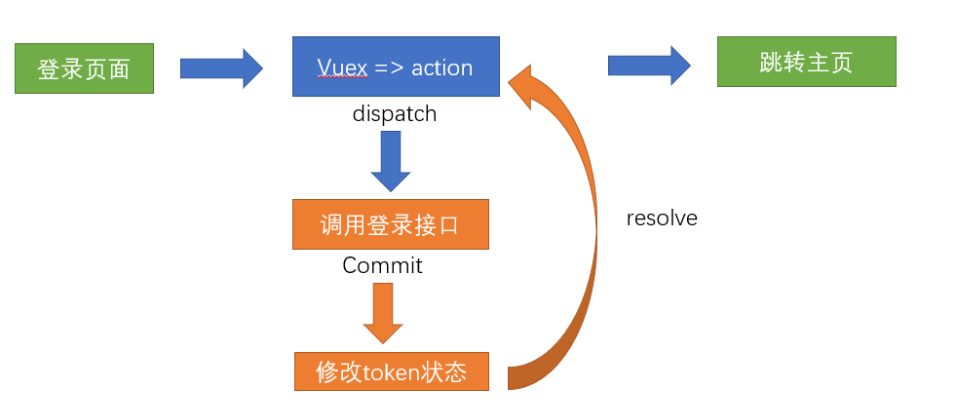 登录页面
Vuex => action
跳转主页
dispatch
调用登录接口
resolve
Commit
修改token状态